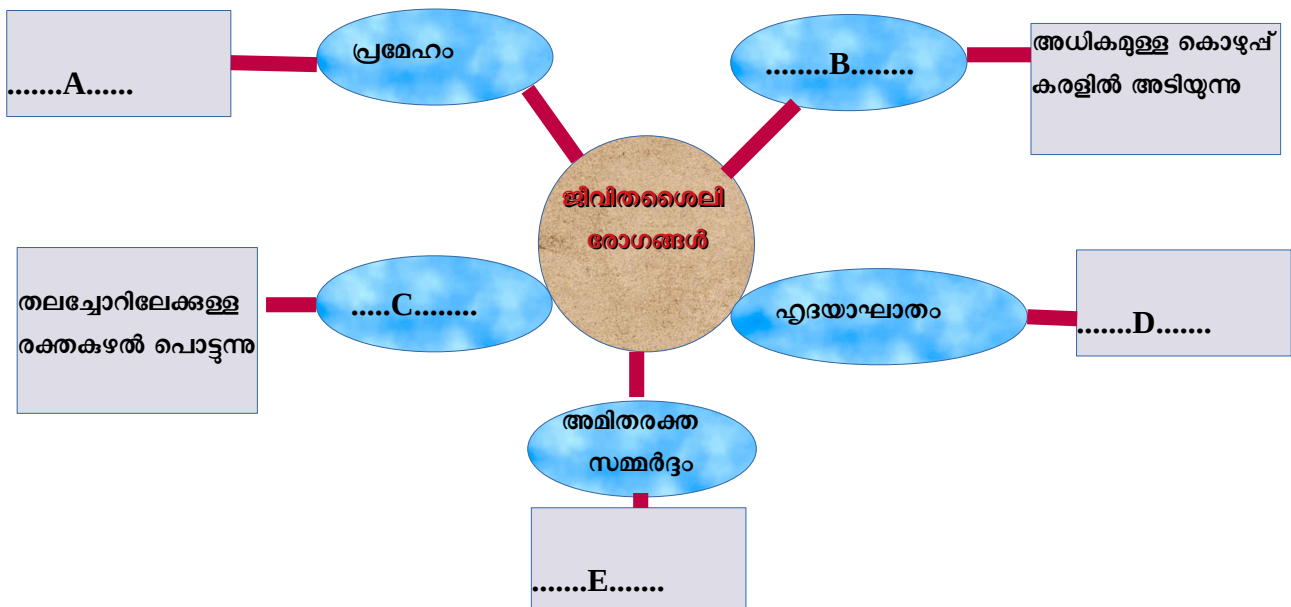 .......A......
പ്രമേഹം
........B........
അധികമുള്ള കൊഴുപ്പ്
കരളിൽ അടിയുന്നു
ജീവിതശൈലി
രോഗങ്ങൾ
തലച്ചോറിലേക്കുള്ള
രക്തകുഴൽ പൊട്ടുന്നു
.....C........
ഹൃദയാഘാതം
.......D.......
അമിതരക്ത
സമ്മർദ്ദം
.......E.......